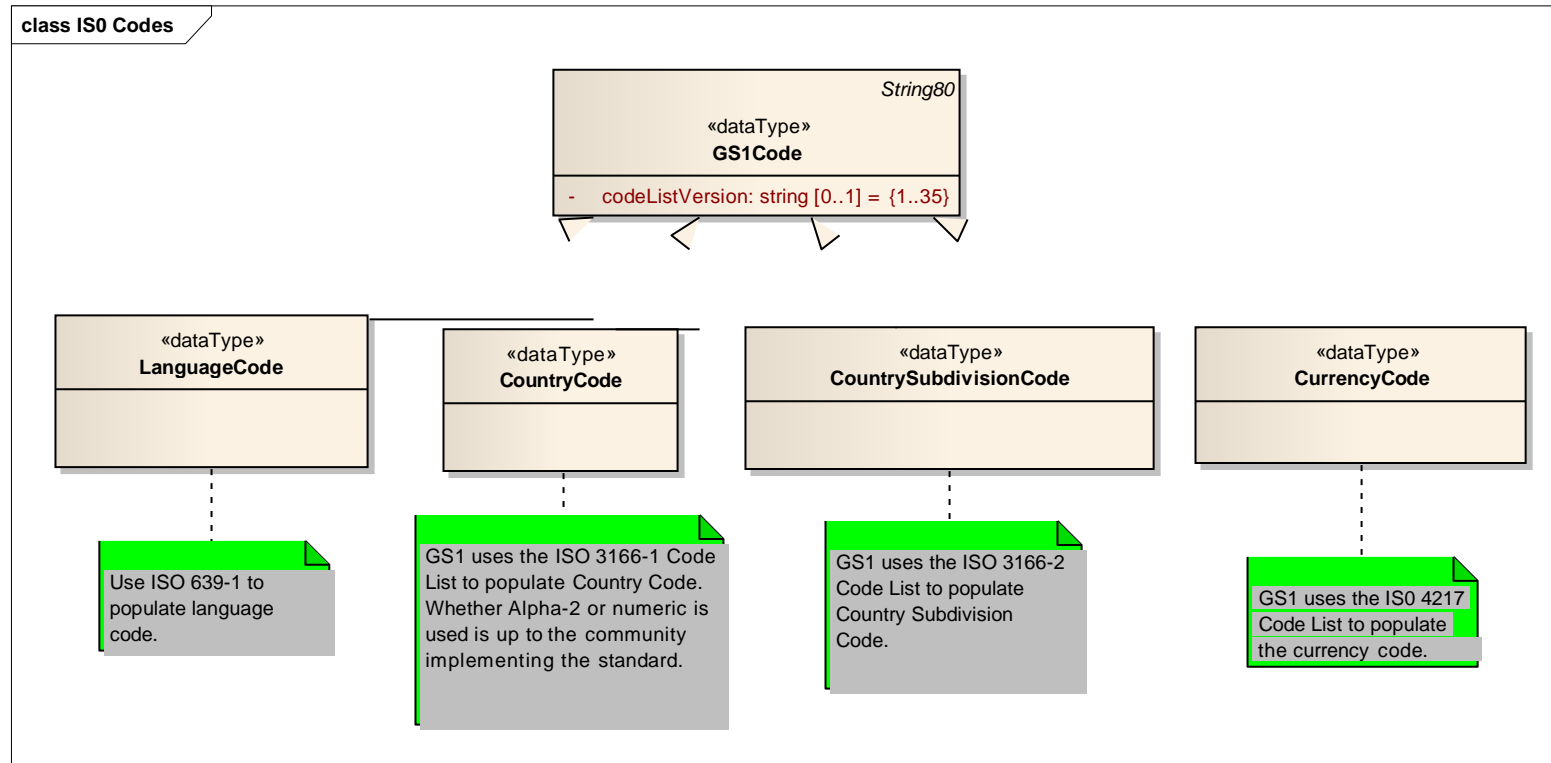 class IS0 Codes
String80
«dataType»
GS1Code
- codeListVersion: string [0..1] = {1..35}
«dataType»
LanguageCode
«dataType»
CountryCode
«dataType»
CountrySubdivisionCode
«dataType»
CurrencyCode
Use ISO 639-1 to
populate language
code.
GS1 uses the ISO 3166-1 Code
List to populate Country Code.
Whether Alpha-2 or numeric is
used is up to the community
implementing the standard.
GS1 uses the ISO 3166-2
Code List to populate
Country Subdivision
Code.
GS1 uses the IS0 4217
Code List to populate
the currency code.